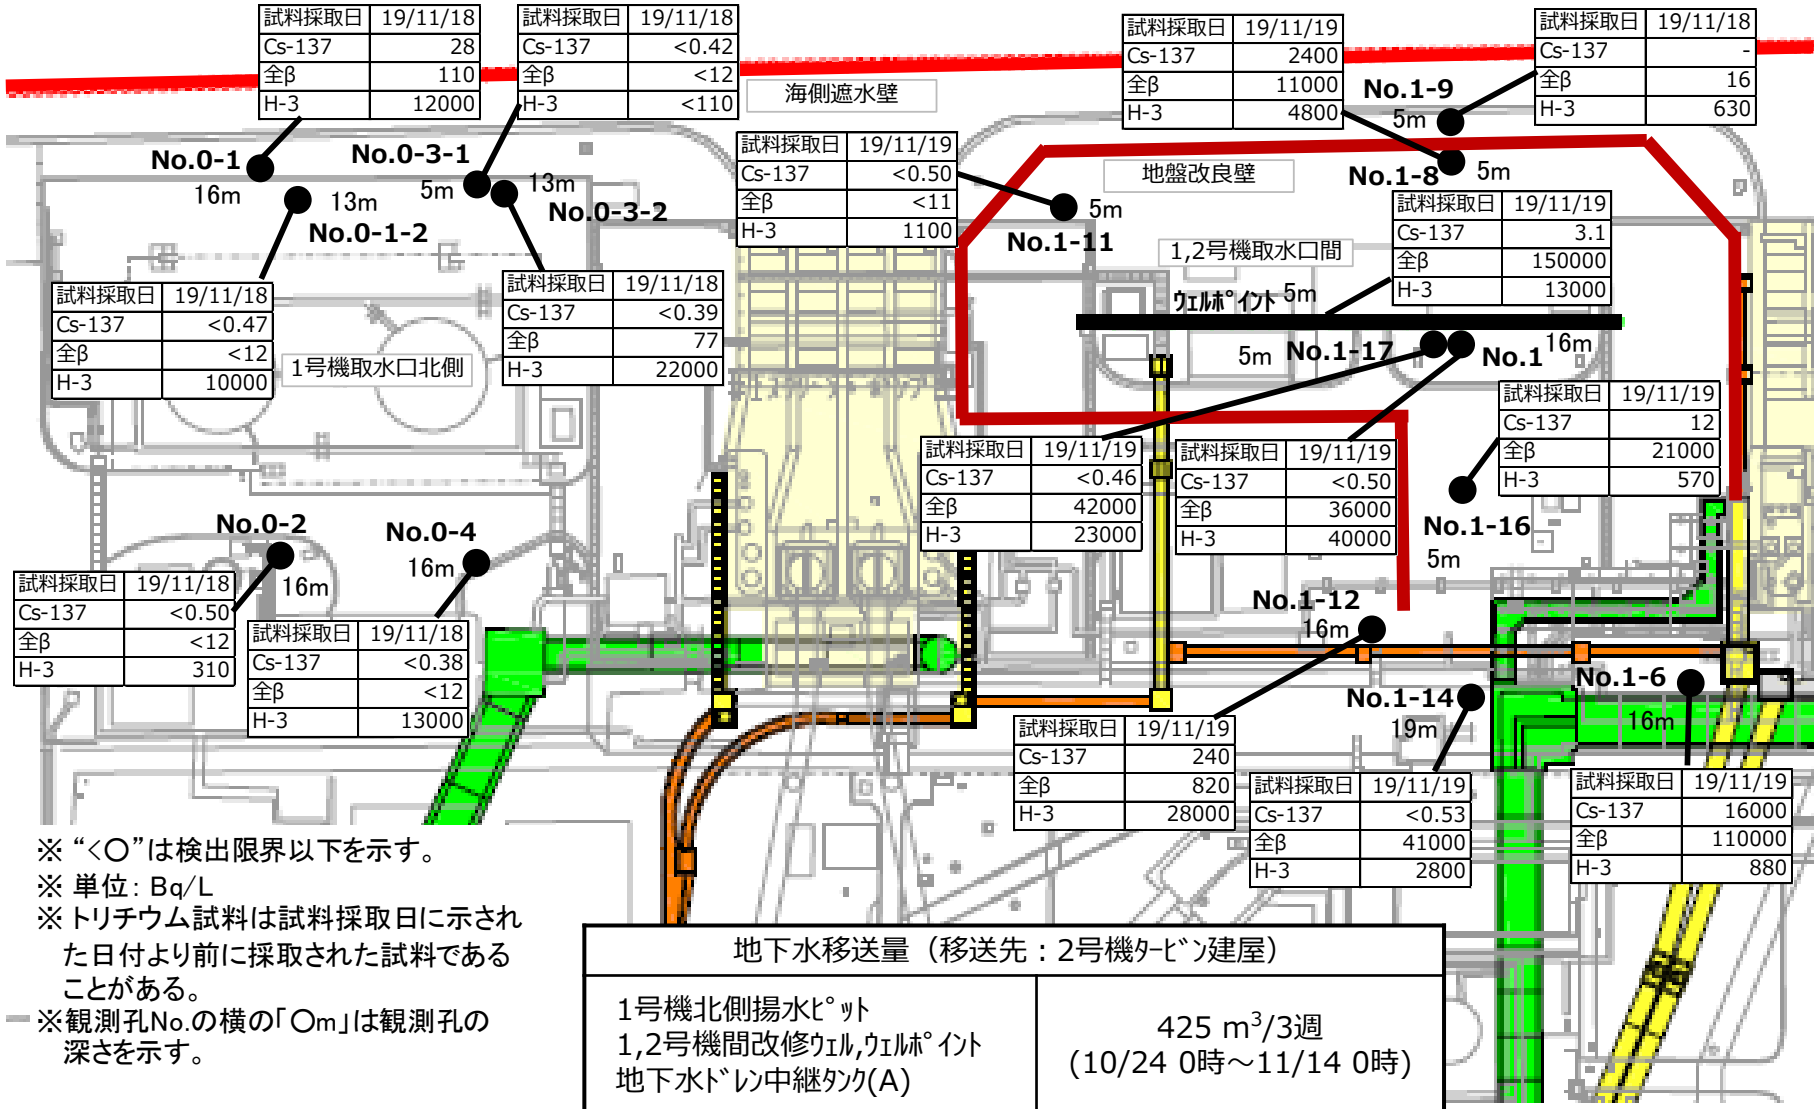 試料採取日 19/11/18
Cs-137 28
全β 110
H-3 12000
試料採取日 19/11/18
Cs-137 <0.42
全β <12
H-3 <110
海側遮水壁
試料採取日 19/11/19
Cs-137 2400
全β 11000
H-3 4800
試料採取日 19/11/18
Cs-137 -
全β 16
H-3 630
No.1-9
5m
No.0-1
16m
No.0-3-1
5m
13m
No.0-3-2
13m
No.0-1-2
試料採取日 19/11/19
Cs-137 <0.50
全β <11
H-3 1100
5m
No.1-11
地盤改良壁
No.1-8
5m
1,2号機取水口間
試料採取日 19/11/19
Cs-137 3.1
全β 150000
H-3 13000
ウェルポイント 5m
試料採取日 19/11/18
Cs-137 <0.47
全β <12
H-3 10000
1号機取水口北側
試料採取日 19/11/18
Cs-137 <0.39
全β 77
H-3 22000
5m No.1-17
No.1 16m
試料採取日 19/11/19
Cs-137 12
全β 21000
H-3 570
試料採取日 19/11/19
Cs-137 <0.46
全β 42000
H-3 23000
試料採取日 19/11/19
Cs-137 <0.50
全β 36000
H-3 40000
No.1-16
5m
No.0-2
16m
No.0-4
16m
試料採取日 19/11/18
Cs-137 <0.50
全β <12
H-3 310
試料採取日 19/11/18
Cs-137 <0.38
全β <12
H-3 13000
No.1-12
16m
No.1-14
19m
No.1-6
16m
試料採取日 19/11/19
Cs-137 240
全β 820
H-3 28000
試料採取日 19/11/19
Cs-137 <0.53
全β 41000
H-3 2800
試料採取日 19/11/19
Cs-137 16000
全β 110000
H-3 880
※ “<〇”は検出限界以下を示す。
※ 単位: Bq/L
※ トリチウム試料は試料採取日に示され
た日付より前に採取された試料である
ことがある。
※観測孔No.の横の「〇m」は観測孔の
深さを示す。
地下水移送量（移送先：2号機タービン建屋）
1号機北側揚水ピット
1,2号機間改修ウェル,ウェルポイント
地下水ドレン中継タンク(A)
425 m³/3週
(10/24 0時～11/14 0時)